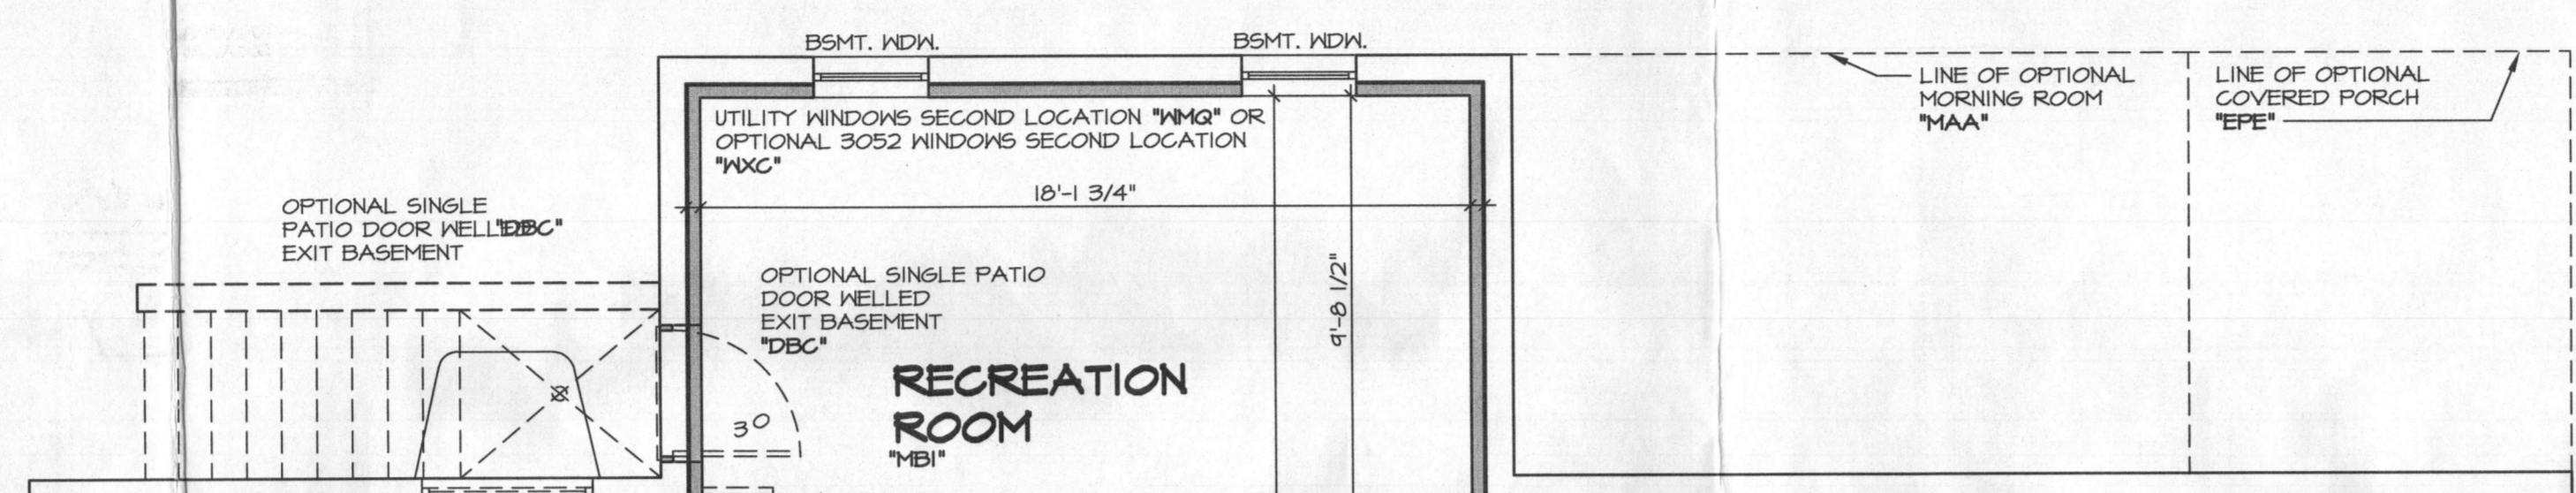 BSMT. WDW.
BSMT. WDW.
LINE OF OPTIONAL
MORNING ROOM
"MAA"
LINE OF OPTIONAL
COVERED PORCH
"EPE"
UTILITY WINDOWS SECOND LOCATION "WMQ" OR
OPTIONAL 3052 WINDOWS SECOND LOCATION
"WXC"
18'-1 3/4"
OPTIONAL SINGLE
PATIO DOOR WELLED "DBC"
EXIT BASEMENT
OPTIONAL SINGLE PATIO
DOOR WELLED
EXIT BASEMENT
"DBC"
9'-8 1/2"
RECREATION
ROOM
"MB1"
3⁰